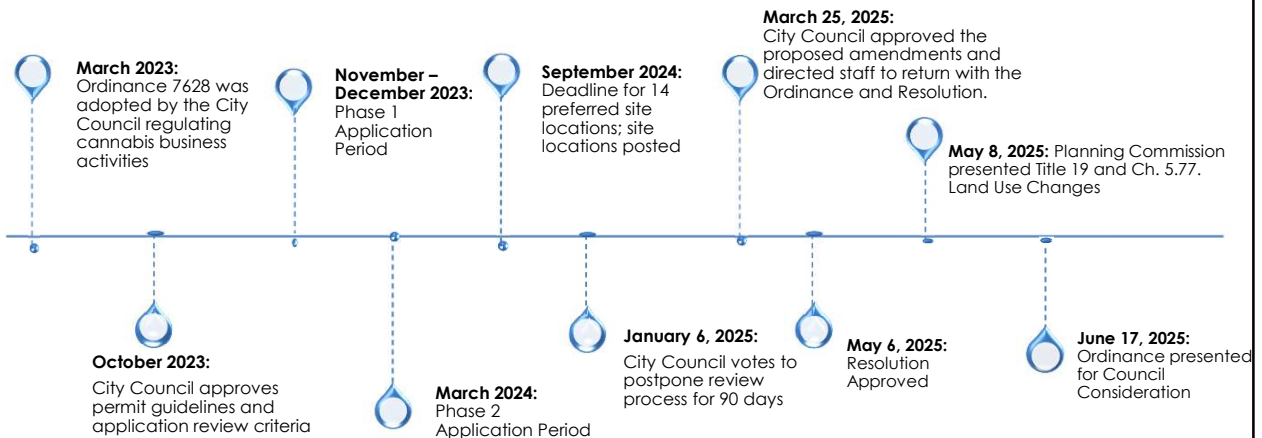 March 2023:
Ordinance 7628 was
adopted by the City
Council regulating
cannabis business
activities
October 2023:
City Council approves
permit guidelines and
application review criteria
November –
December 2023:
Phase 1
Application
Period
March 2024:
Phase 2
Application Period
September 2024:
Deadline for 14
preferred site
locations; site
locations posted
January 6, 2025:
City Council votes to
postpone review
process for 90 days
March 25, 2025:
City Council approved the
proposed amendments and
directed staff to return with the
Ordinance and Resolution.
May 6, 2025:
Resolution
Approved
May 8, 2025: Planning Commission
presented Title 19 and Ch. 5.77.
Land Use Changes
June 17, 2025:
Ordinance presented
for Council
Consideration